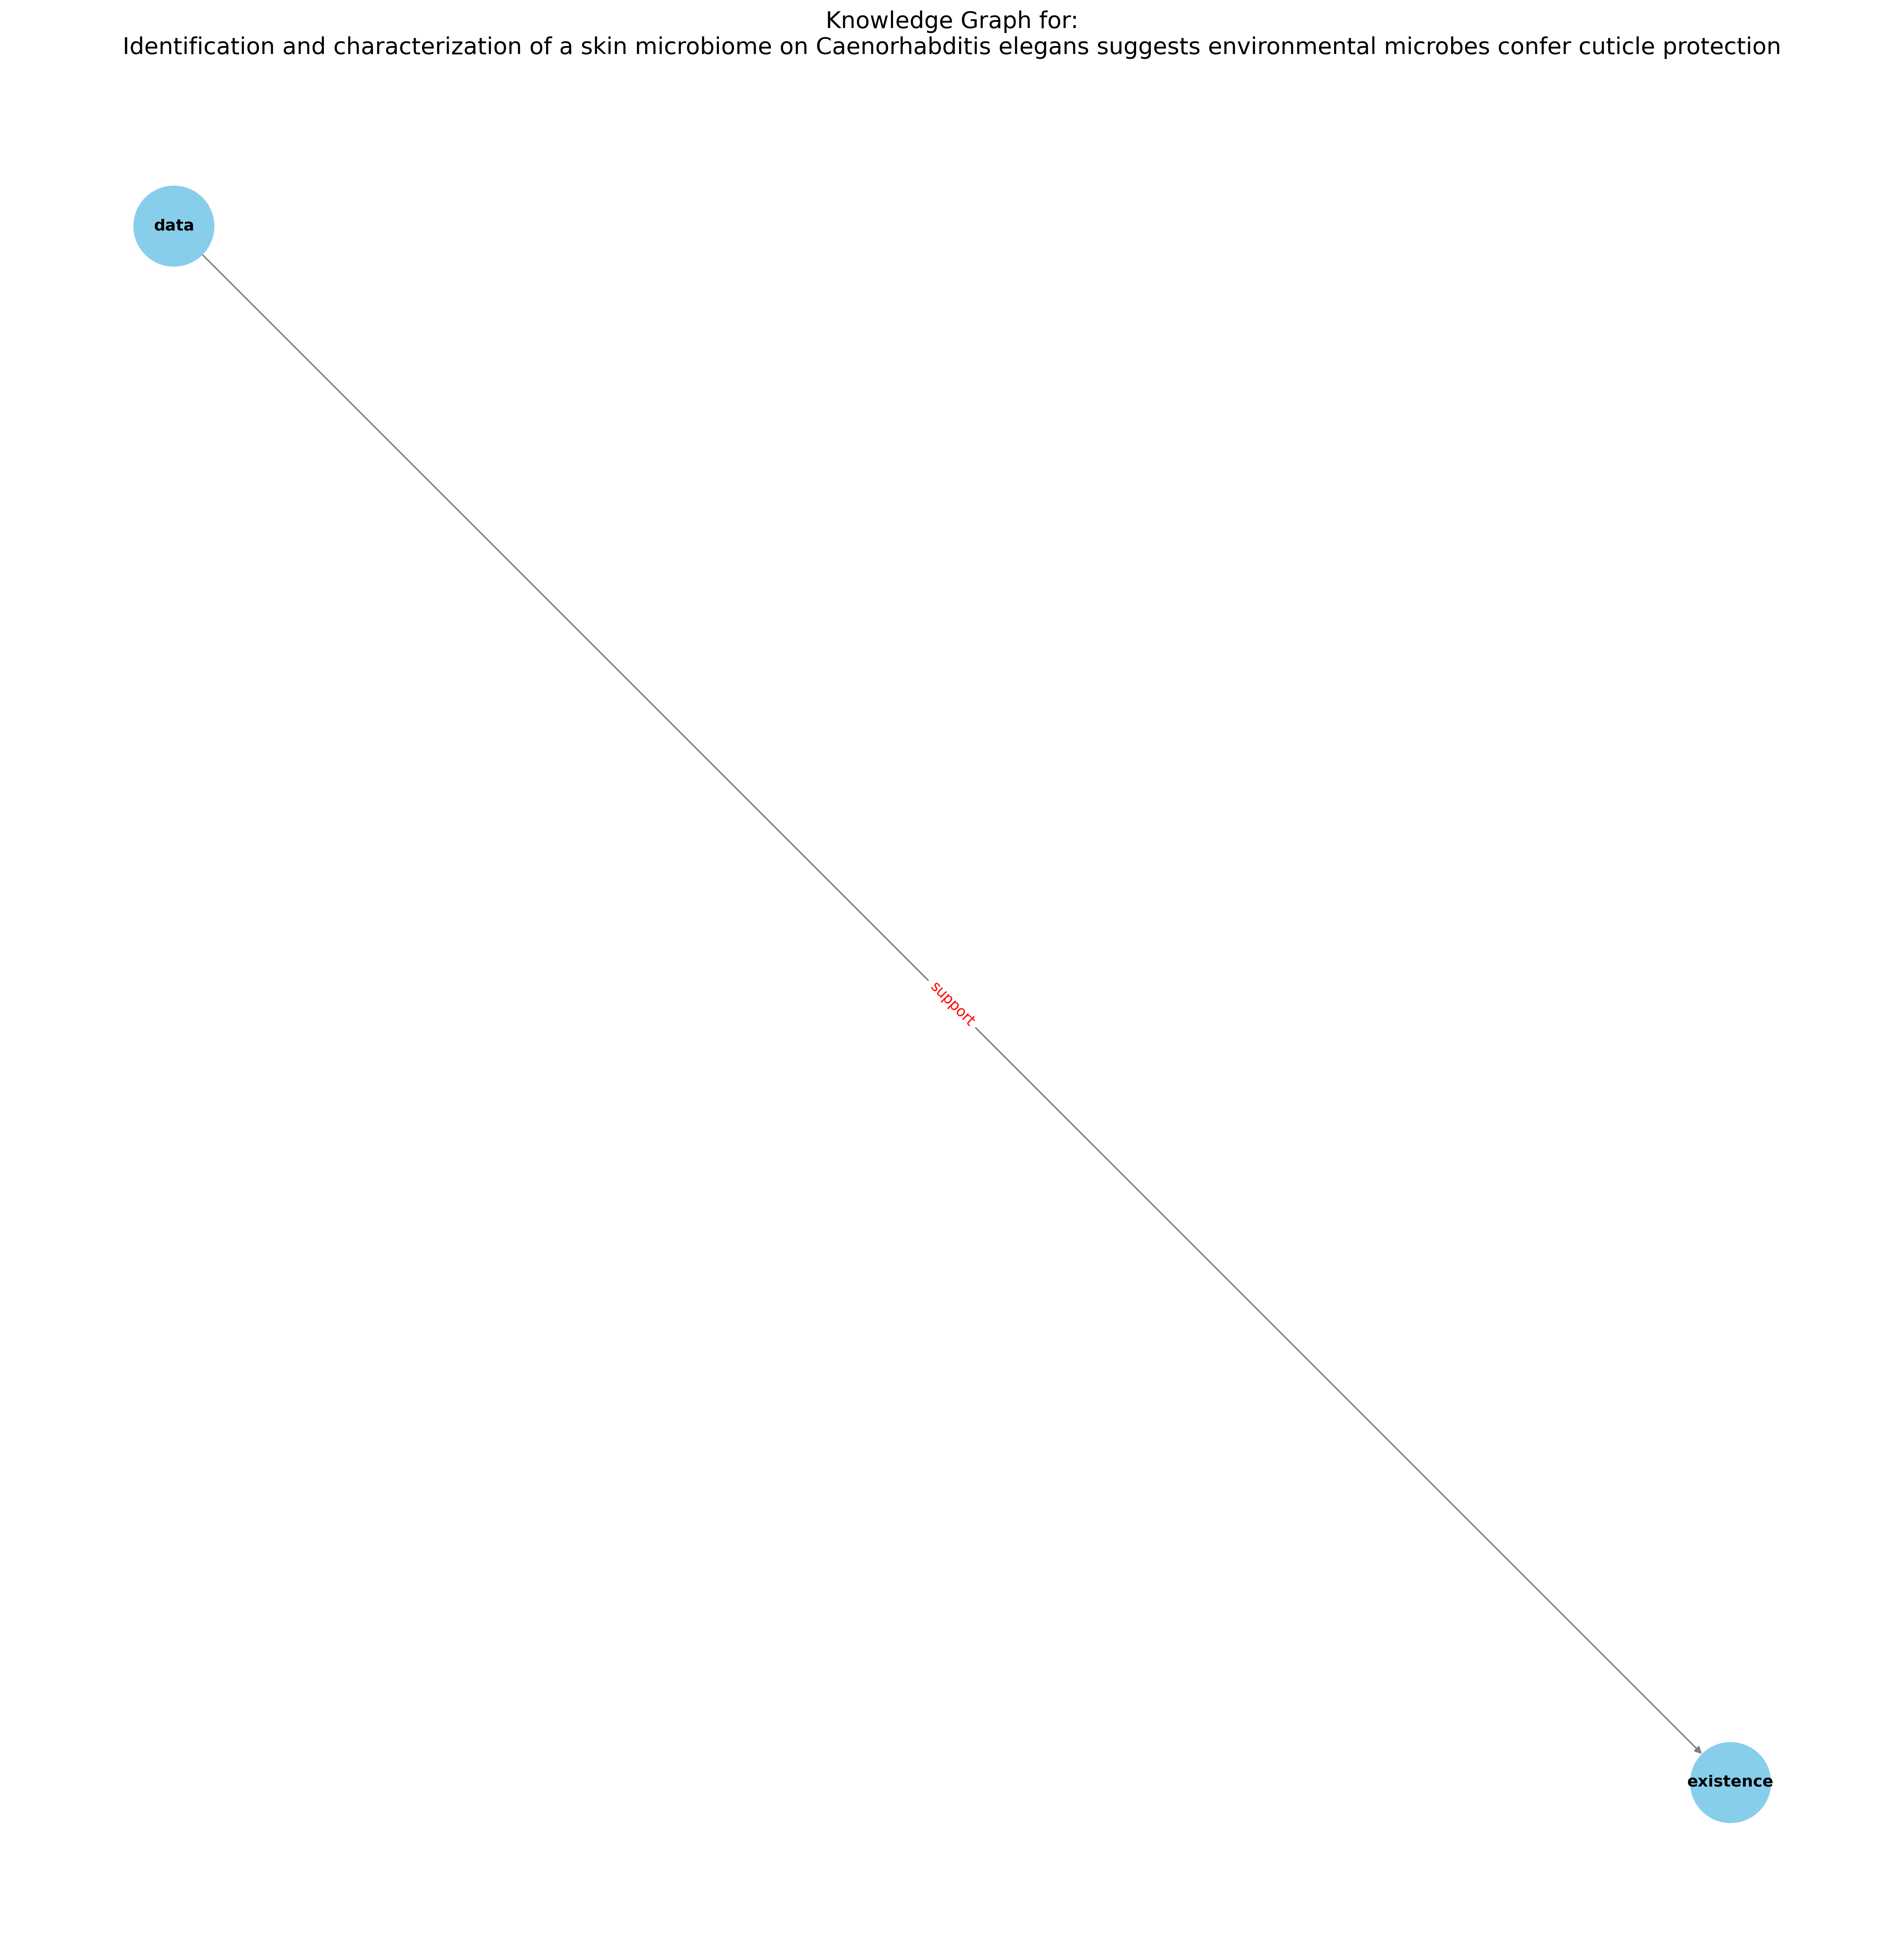 Knowledge Graph for:
Identification and characterization of a skin microbiome on Caenorhabditis elegans suggests environmental microbes confer cuticle protection
data
support
existence